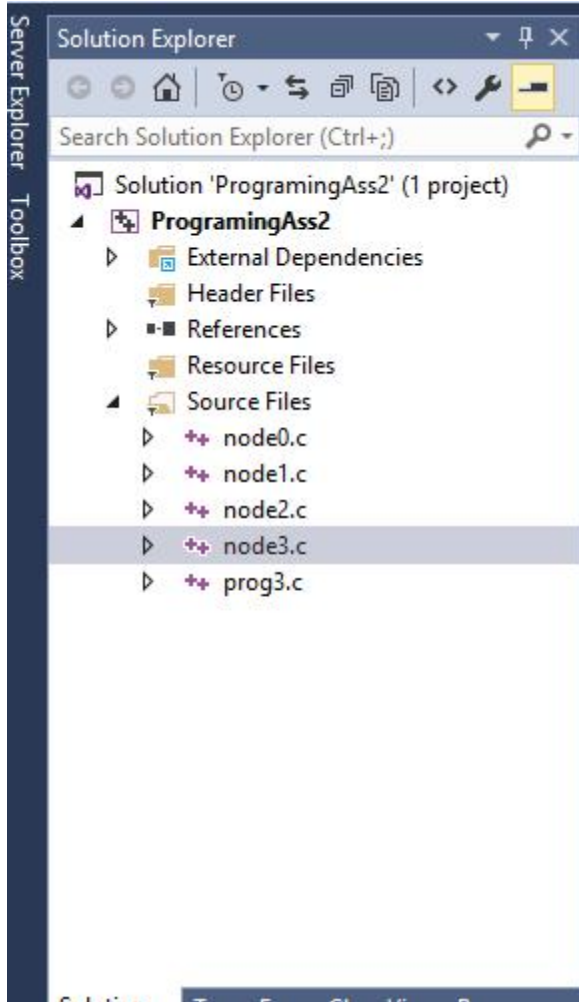 Server Explorer
Toolbox
Solution Explorer
Search Solution Explorer (Ctrl+;)
Solution 'ProgramingAss2' (1 project)
ProgramingAss2
External Dependencies
Header Files
References
Resource Files
Source Files
node0.c
node1.c
node2.c
node3.c
prog3.c